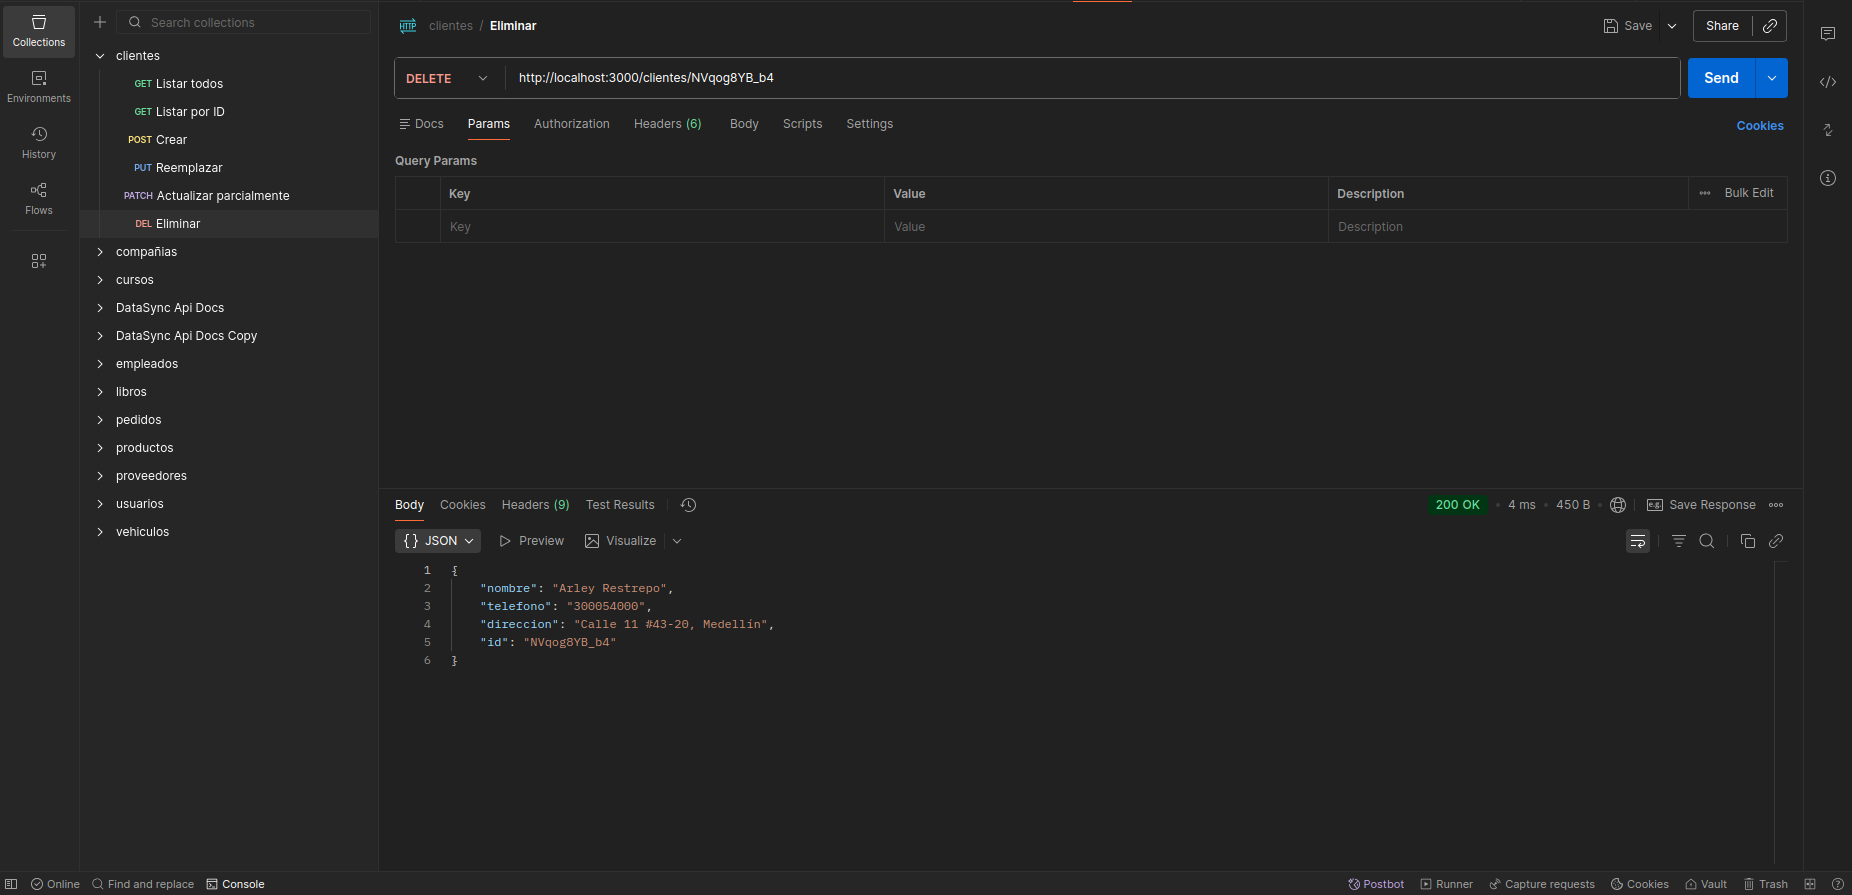 Collections
Environments
History
Flows
Search collections
clientes
GET Listar todos
GET Listar por ID
POST Crear
PUT Reemplazar
PATCH Actualizar parcialmente
DEL Eliminar
compañias
cursos
DataSync Api Docs
DataSync Api Docs Copy
empleados
libros
pedidos
productos
proveedores
usuarios
vehiculos
HTTP clientes / Eliminar
Save
Share
DELETE http://localhost:3000/clientes/NVqog8YB_b4
Send
Docs Params Authorization Headers (6) Body Scripts Settings
Cookies
Query Params
Key Value Description ••• Bulk Edit
Key Value Description
Body Cookies Headers (9) Test Results
200 OK • 4 ms • 450 B • e.g. Save Response
{ } JSON Preview Visualize
1 {
2 "nombre": "Arley Restrepo",
3 "telefono": "300054000",
4 "direccion": "Calle 11 #43-20, Medellín",
5 "id": "NVqog8YB_b4"
6 }
Online Find and replace Console
Postbot Runner Capture requests Cookies Vault Trash